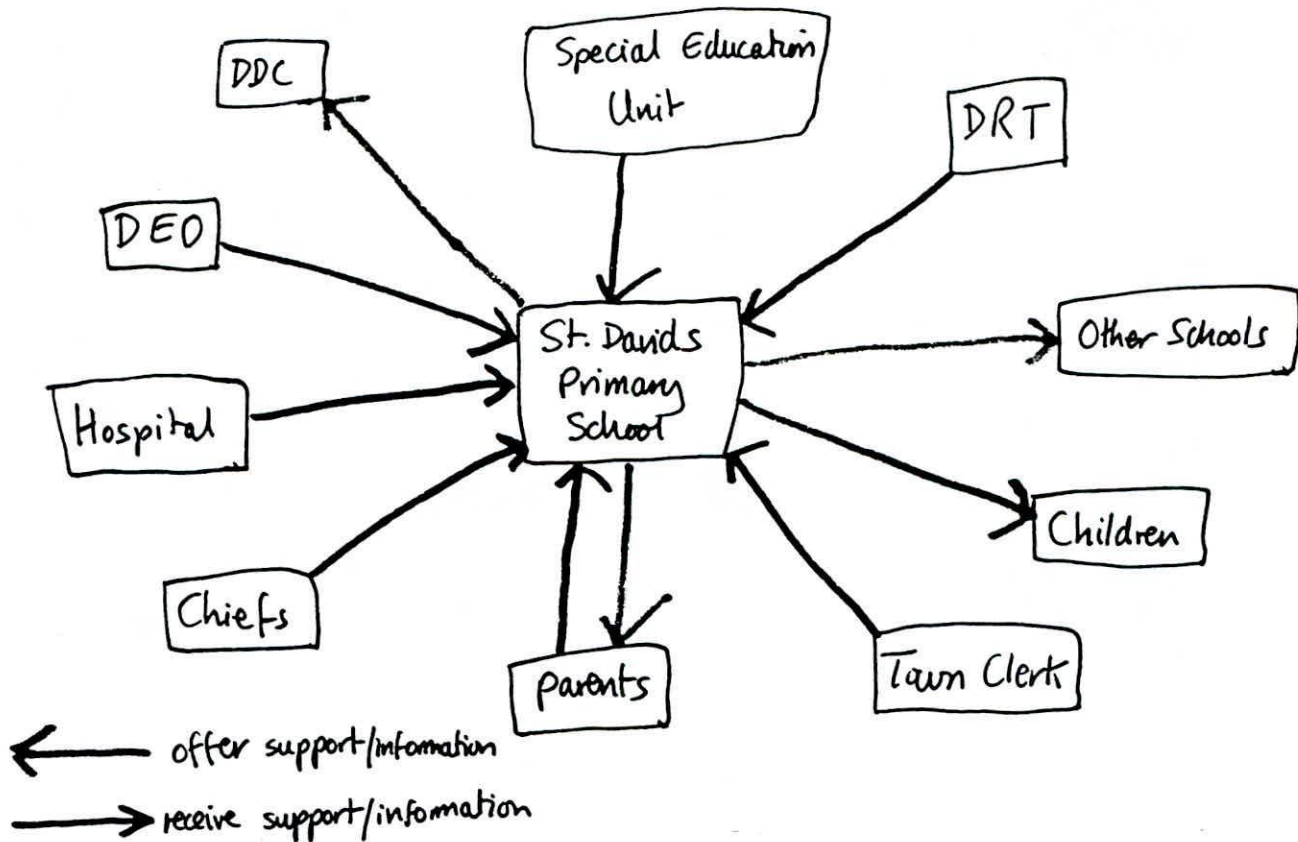 DDC
Special Education
Unit
DRT
DEO
St. Davids
Primary
School
Other Schools
Hospital
Children
Chiefs
parents
Town Clerk
offer support/information
receive support/information